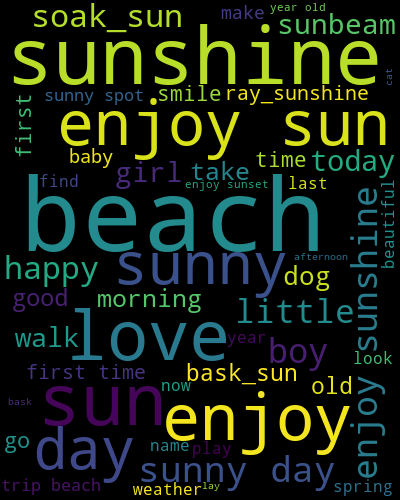 year old
soak_sun make
sunbeam
sunshine
cat
sunny spot smile ray_sunshine
first
enjoy sun
baby time today
girl take
find enjoy sunset last
beautiful
beach
enjoy sunshine
happy sunny afternoon
dog
good morning little
love
walk year boy
look
first time bask_sun
now old
sun enjoy
bask
go day name play
sunny day
trip beach weather lay spring